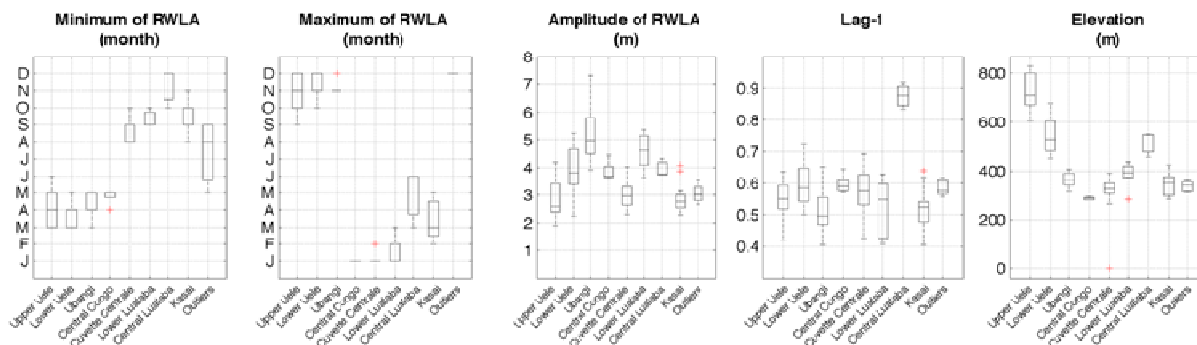 Minimum of RWLA
(month)
Maximum of RWLA
(month)
Amplitude of RWLA
(m)
Lag-1
Elevation
(m)
D
N
O
S
A
J
J
M
A
M
F
J
D
N
O
S
A
J
J
M
A
M
F
J
8
7
6
5
4
3
2
1
0.9
0.8
0.7
0.6
0.5
0.4
800
600
400
200
0
Upper Uele
Lower Uele
Ubangi
Central Congo
Cuvette Centrale
Lower Lualaba
Central Lualaba
Kasai
Outliers
Upper Uele
Lower Uele
Ubangi
Central Congo
Cuvette Centrale
Lower Lualaba
Central Lualaba
Kasai
Outliers
Upper Uele
Lower Uele
Ubangi
Central Congo
Cuvette Centrale
Lower Lualaba
Central Lualaba
Kasai
Outliers
Upper Uele
Lower Uele
Ubangi
Central Congo
Cuvette Centrale
Lower Lualaba
Central Lualaba
Kasai
Outliers
Upper Uele
Lower Uele
Ubangi
Central Congo
Cuvette Centrale
Lower Lualaba
Central Lualaba
Kasai
Outliers